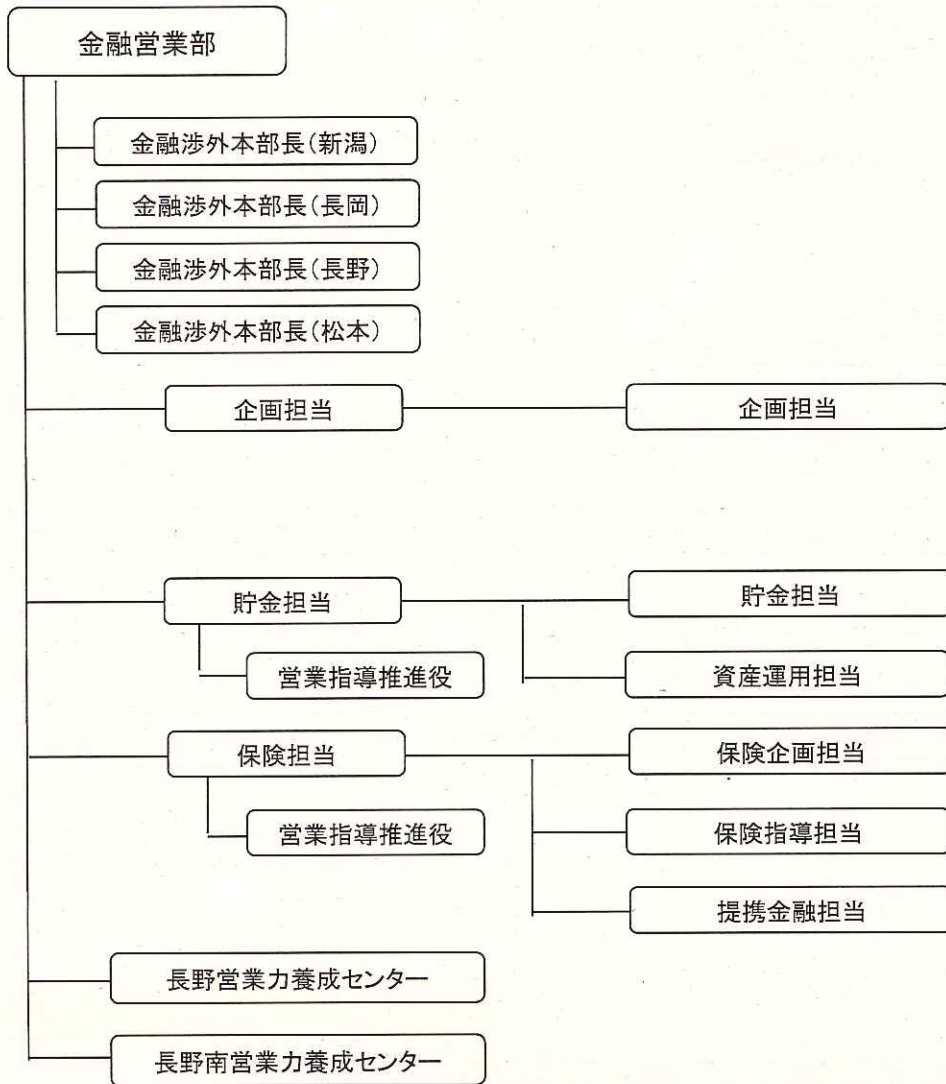 金融営業部
金融渉外本部長(新潟)
金融渉外本部長(長岡)
金融渉外本部長(長野)
金融渉外本部長(松本)
企画担当
企画担当
貯金担当
貯金担当
営業指導推進役
資産運用担当
保険担当
保険企画担当
営業指導推進役
保険指導担当
提携金融担当
長野営業力養成センター
長野南営業力養成センター